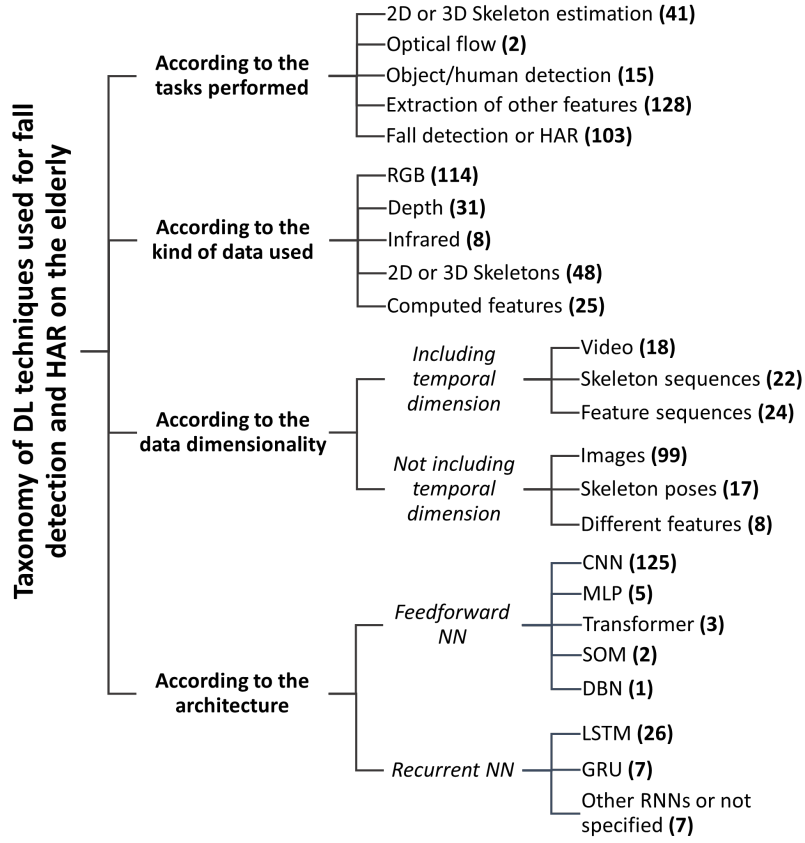 Taxonomy of DL techniques used for fall
detection and HAR on the elderly
According to the
tasks performed
2D or 3D Skeleton estimation (41)
Optical flow (2)
Object/human detection (15)
Extraction of other features (128)
Fall detection or HAR (103)
According to the
kind of data used
RGB (114)
Depth (31)
Infrared (8)
2D or 3D Skeletons (48)
Computed features (25)
According to the
data dimensionality
Including
temporal
dimension
Video (18)
Skeleton sequences (22)
Feature sequences (24)
Not including
temporal
dimension
Images (99)
Skeleton poses (17)
Different features (8)
According to the
architecture
Feedforward
NN
CNN (125)
MLP (5)
Transformer (3)
SOM (2)
DBN (1)
Recurrent NN
LSTM (26)
GRU (7)
Other RNNs or not
specified (7)